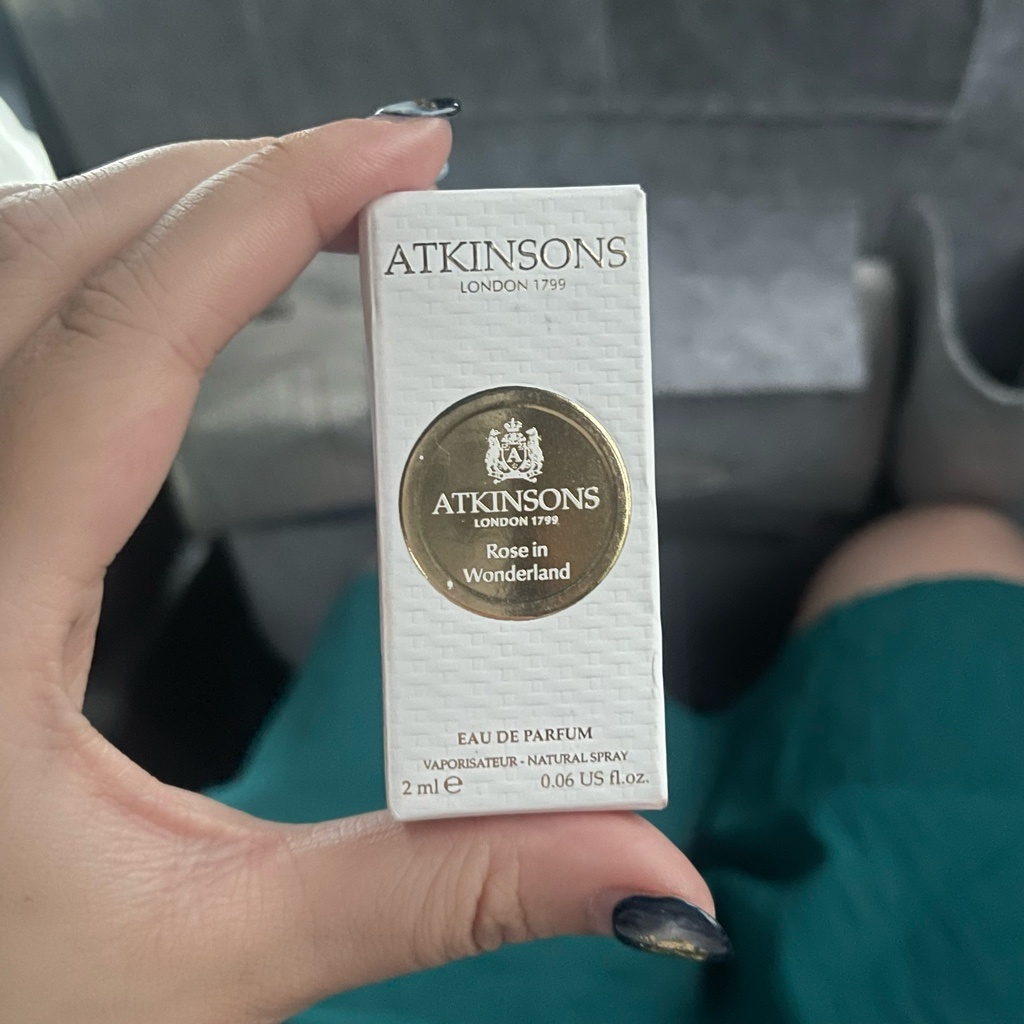 ATKINSONS
LONDON 1799
A
ATKINSONS
LONDON 1799
Rose in
Wonderland
EAU DE PARFUM
VAPORISATEUR - NATURAL SPRAY
2 ml ℮ 0.06 US fl.oz.